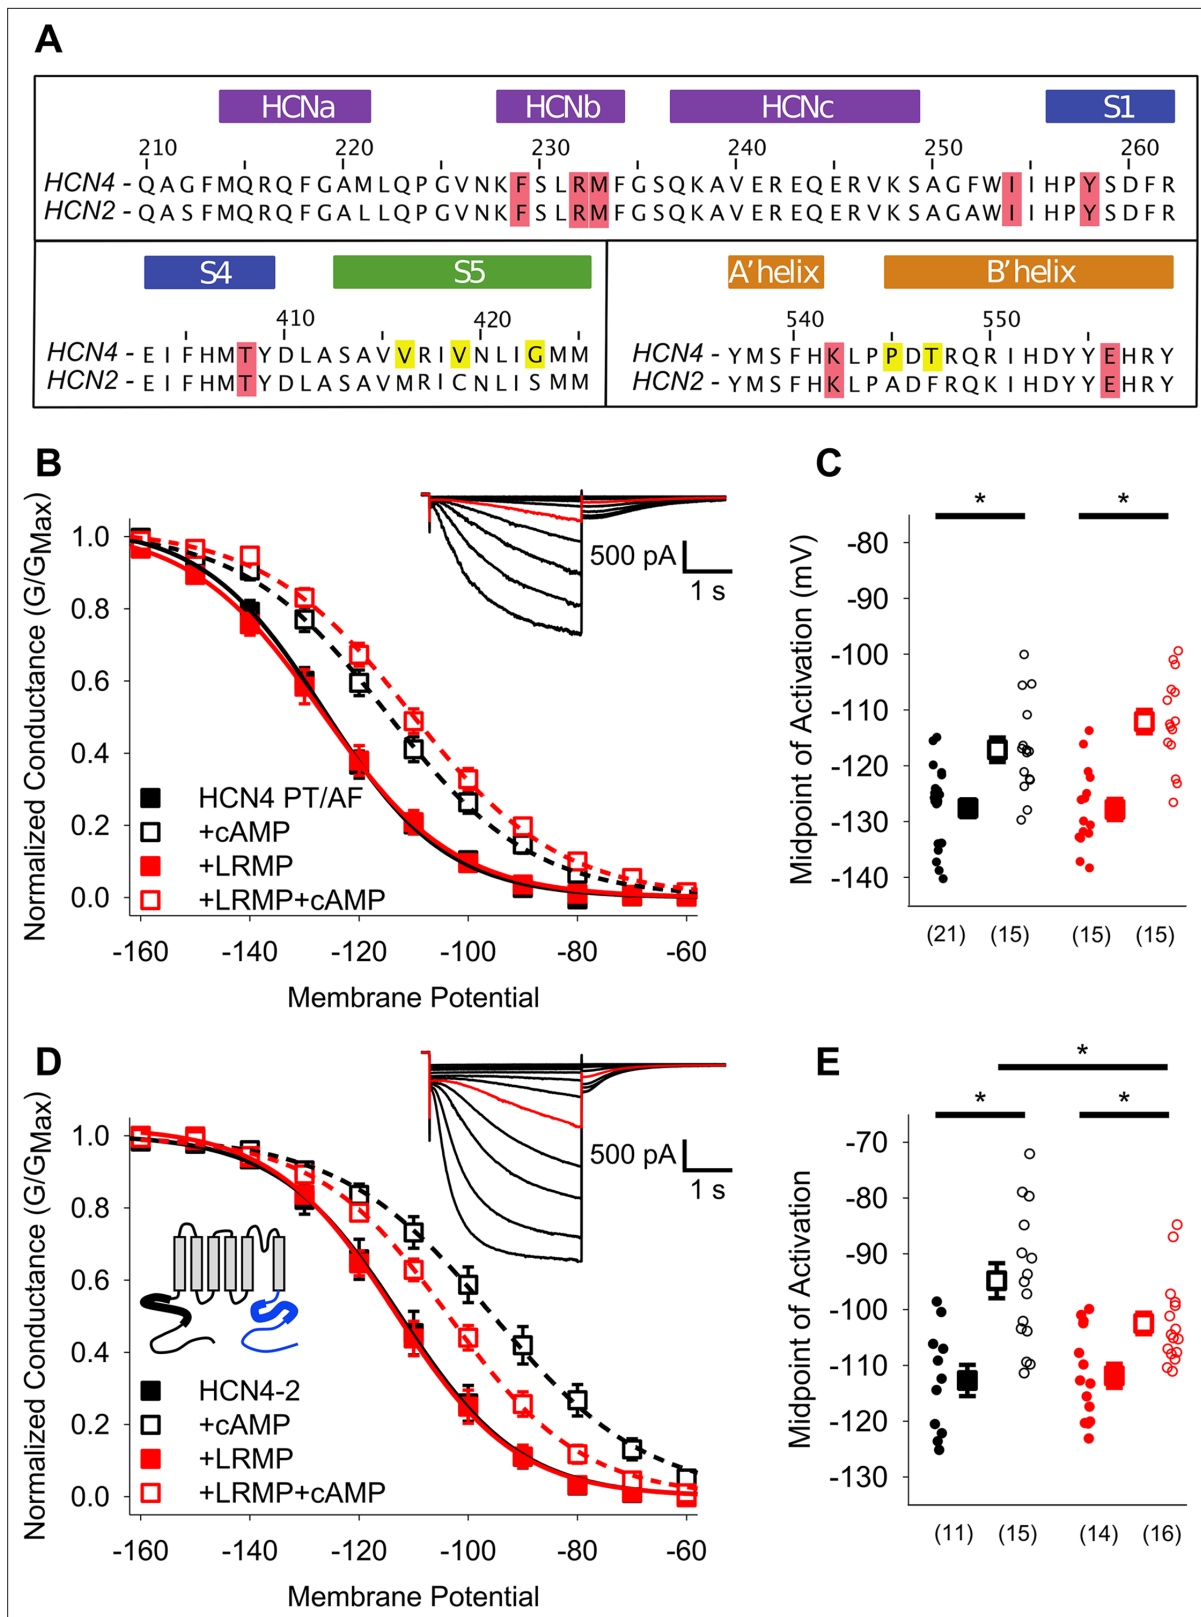 A
HCNa HCNb HCNc S1
210 220 230 240 250 260
HCN4 - Q A G F M Q R Q F G A M L Q P G V N K F S L R M F G S Q K A V E R E Q E R V K S A G F W I I H P Y S D F R
HCN2 - Q A S F M Q R Q F G A L L Q P G V N K F S L R M F G S Q K A V E R E Q E R V K S A G A W I I H P Y S D F R
S4 S5
410 420
HCN4 - E I F H M T Y D L A S A V V R I V N L I G M M
HCN2 - E I F H M T Y D L A S A V M R I C N L I S M M
A'helix B'helix
540 550
HCN4 - Y M S F H K L P P D T R Q R I H D Y Y E H R Y
HCN2 - Y M S F H K L P A D F R Q K I H D Y Y E H R Y
B
Normalized Conductance (G/GMax)
1.0
0.8
0.6
0.4
0.2
0.0
500 pA
1 s
HCN4 PT/AF
+cAMP
+LRMP
+LRMP+cAMP
-160 -140 -120 -100 -80 -60
Membrane Potential
C
Midpoint of Activation (mV)
* *
-80
-90
-100
-110
-120
-130
-140
(21) (15) (15) (15)
D
Normalized Conductance (G/GMax)
1.0
0.8
0.6
0.4
0.2
0.0
500 pA
1 s
HCN4-2
+cAMP
+LRMP
+LRMP+cAMP
-160 -140 -120 -100 -80 -60
Membrane Potential
E
Midpoint of Activation
*
* *
-70
-80
-90
-100
-110
-120
-130
(11) (15) (14) (16)